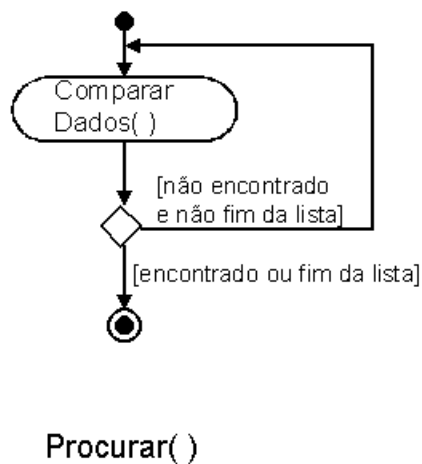 Comparar
Dados( )
[não encontrado
e não fim da lista]
[encontrado ou fim da lista]
Procurar( )